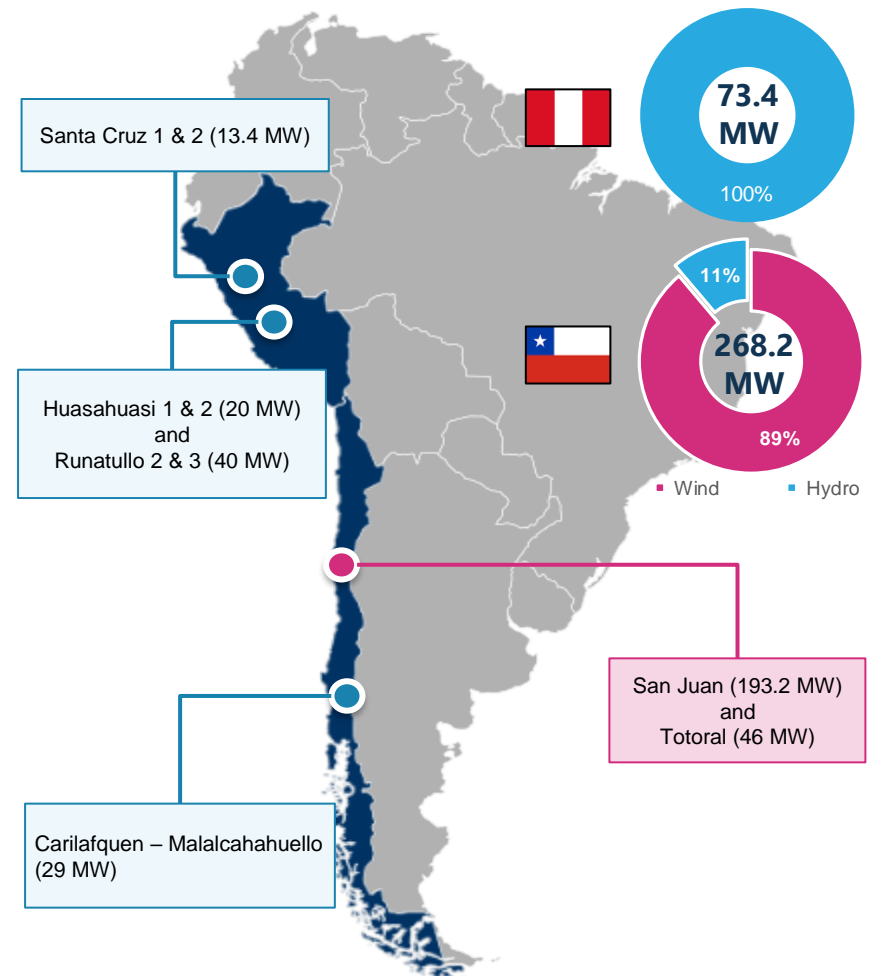 73.4
MW
100%
Santa Cruz 1 & 2 (13.4 MW)
11%
268.2
MW
89%
Wind
Hydro
Huasahuasi 1 & 2 (20 MW)
and
Runatullo 2 & 3 (40 MW)
San Juan (193.2 MW)
and
Totoral (46 MW)
Carilafquen – Malalcahahuello
(29 MW)